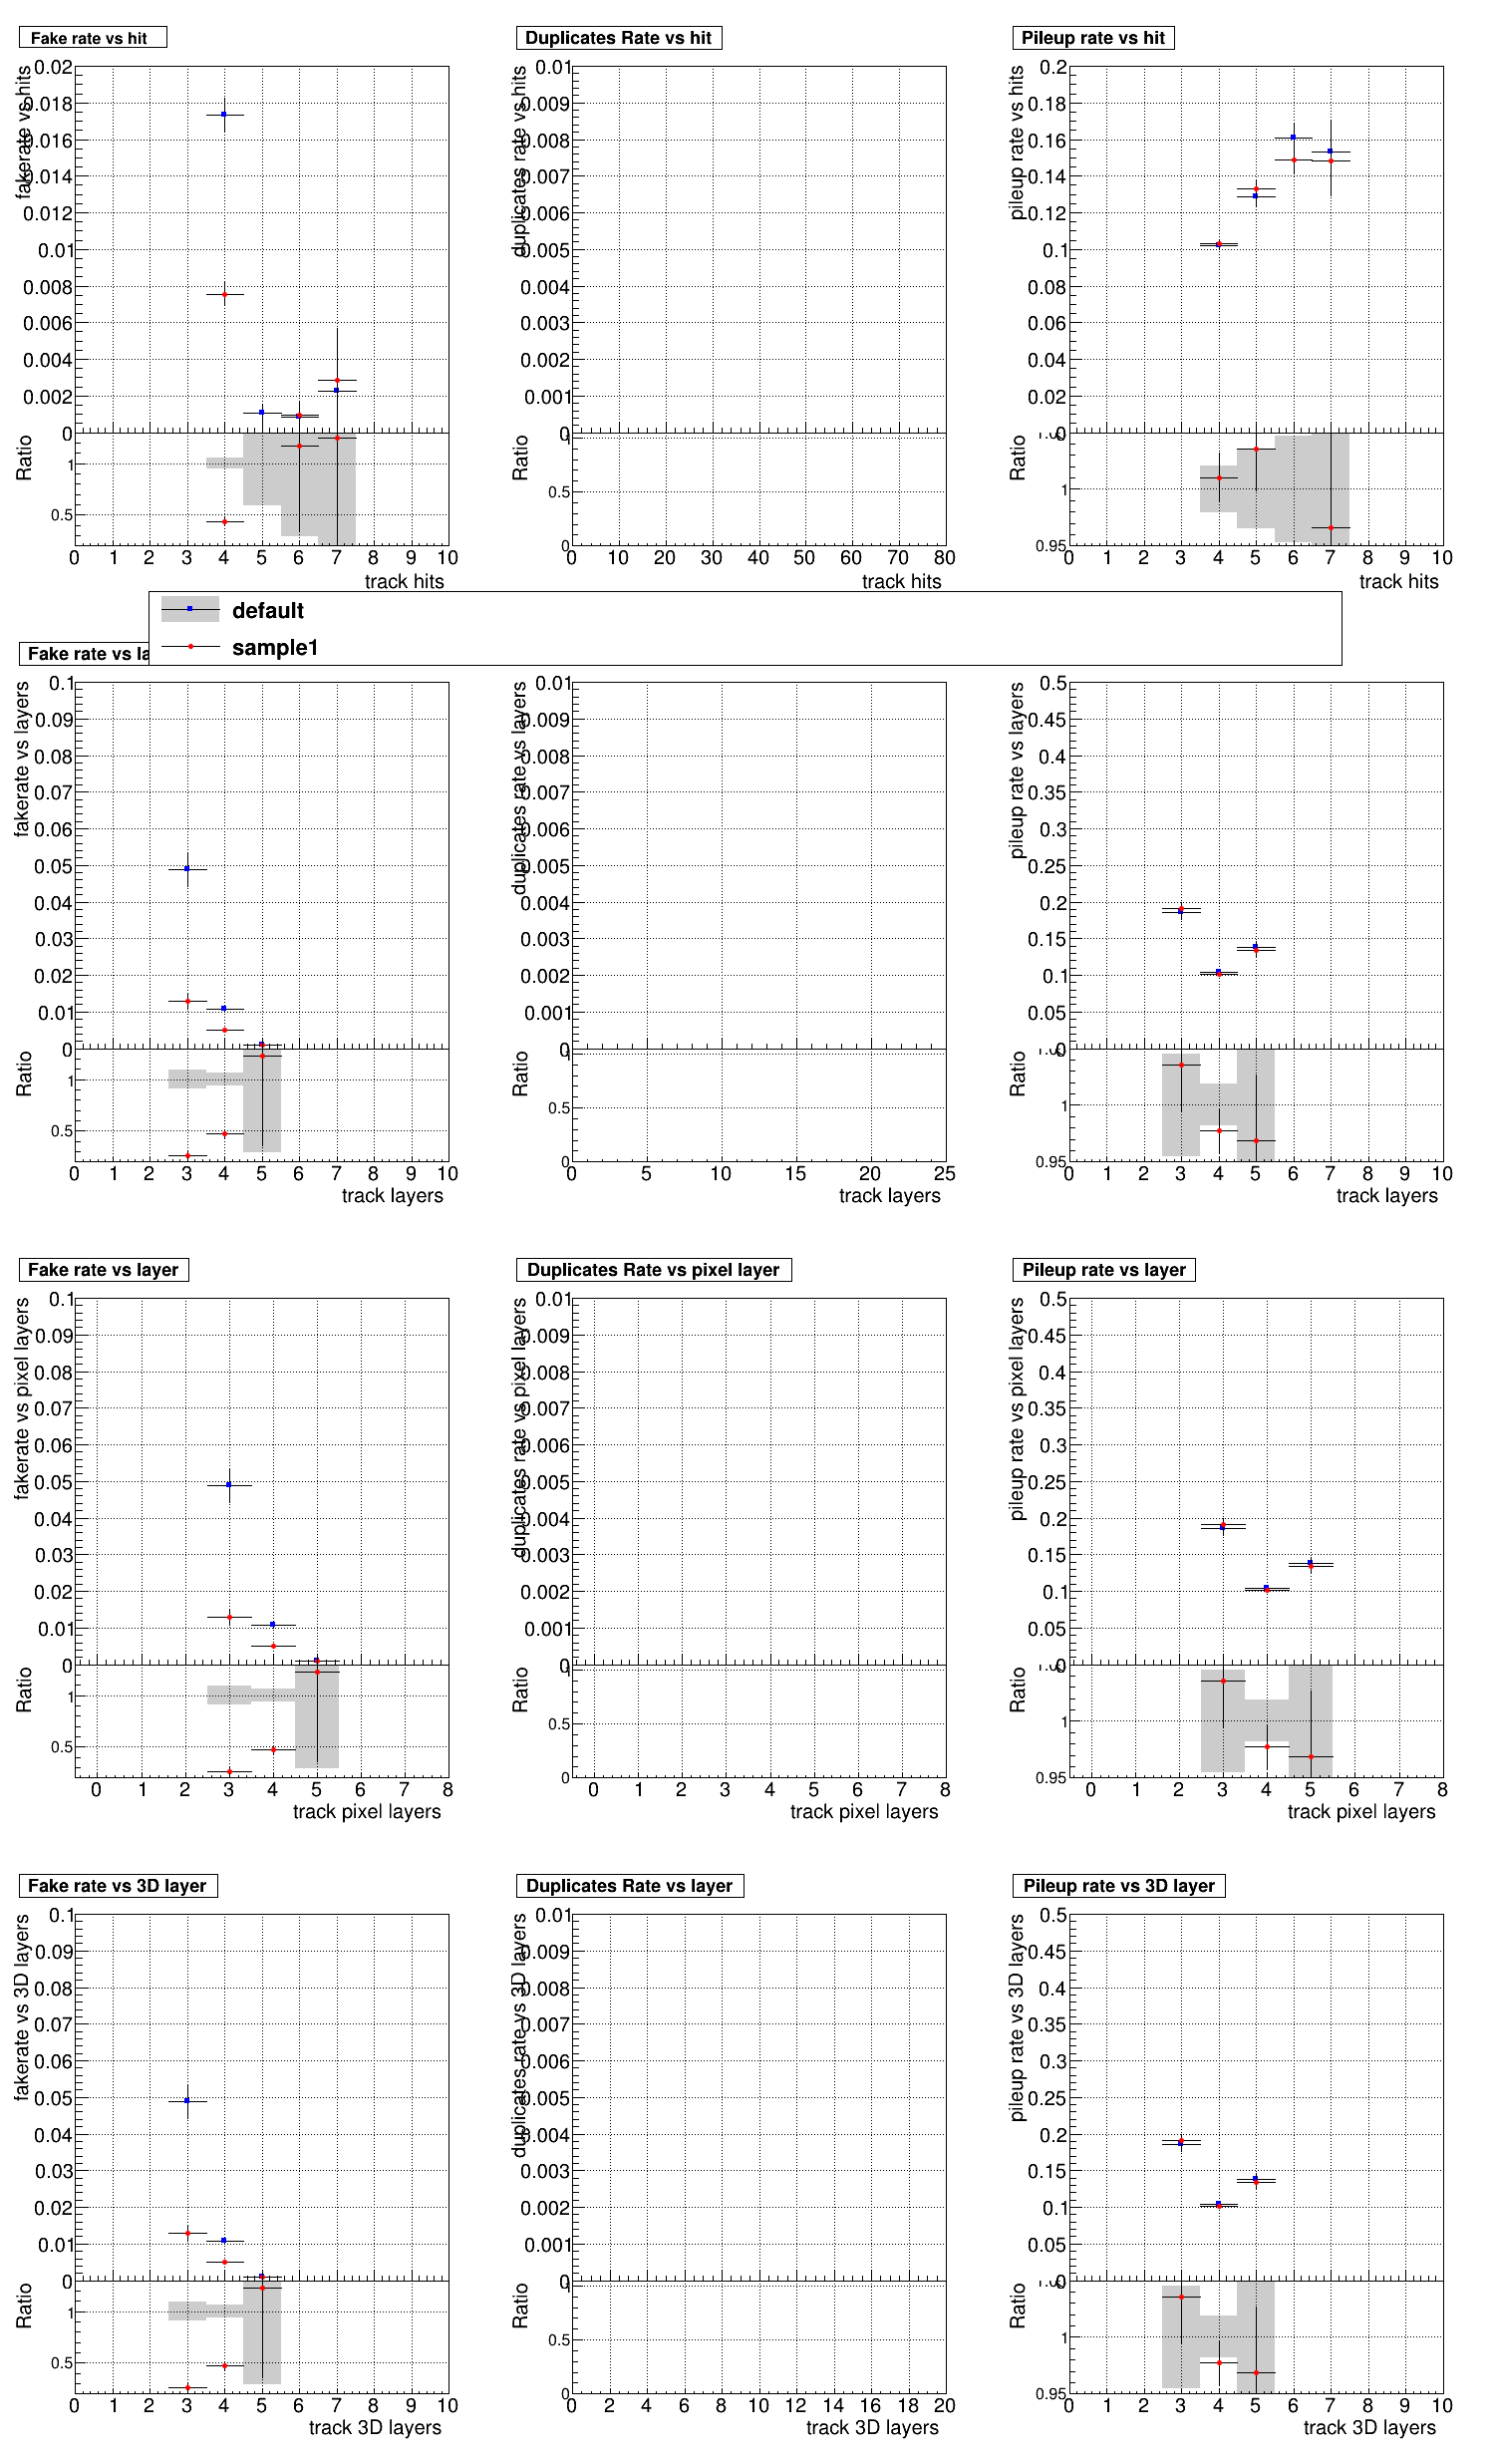 Fake rate vs hit
Duplicates Rate vs hit
Pileup rate vs hit
fakerate vs hits
0.02
0.018
0.016
0.014
0.012
0.01
0.008
0.006
0.004
0.002
0
Ratio
1
0.5
0 1 2 3 4 5 6 7 8 9 10
track hits
duplicates rate vs hits
0.01
0.009
0.008
0.007
0.006
0.005
0.004
0.003
0.002
0.001
0
Ratio
1
0.5
0
0 10 20 30 40 50 60 70 80
track hits
pileup rate vs hits
0.2
0.18
0.16
0.14
0.12
0.1
0.08
0.06
0.04
0.02
0
Ratio
1
0.95
0 1 2 3 4 5 6 7 8 9 10
track hits
default
sample1
Fake rate vs la
fakerate vs layers
0.1
0.09
0.08
0.07
0.06
0.05
0.04
0.03
0.02
0.01
0
Ratio
1
0.5
0 1 2 3 4 5 6 7 8 9 10
track layers
duplicates rate vs layers
0.01
0.009
0.008
0.007
0.006
0.005
0.004
0.003
0.002
0.001
0
Ratio
1
0.5
0
0 5 10 15 20 25
track layers
pileup rate vs layers
0.5
0.45
0.4
0.35
0.3
0.25
0.2
0.15
0.1
0.05
0
Ratio
1
0.95
0 1 2 3 4 5 6 7 8 9 10
track layers
Fake rate vs layer
Duplicates Rate vs pixel layer
Pileup rate vs layer
fakerate vs pixel layers
0.1
0.09
0.08
0.07
0.06
0.05
0.04
0.03
0.02
0.01
0
Ratio
1
0.5
0 1 2 3 4 5 6 7 8
track pixel layers
duplicates rate vs pixel layers
0.01
0.009
0.008
0.007
0.006
0.005
0.004
0.003
0.002
0.001
0
Ratio
1
0.5
0
0 1 2 3 4 5 6 7 8
track pixel layers
pileup rate vs pixel layers
0.5
0.45
0.4
0.35
0.3
0.25
0.2
0.15
0.1
0.05
0
Ratio
1
0.95
0 1 2 3 4 5 6 7 8
track pixel layers
Fake rate vs 3D layer
Duplicates Rate vs layer
Pileup rate vs 3D layer
fakerate vs 3D layers
0.1
0.09
0.08
0.07
0.06
0.05
0.04
0.03
0.02
0.01
0
Ratio
1
0.5
0 1 2 3 4 5 6 7 8 9 10
track 3D layers
duplicates rate vs 3D layers
0.01
0.009
0.008
0.007
0.006
0.005
0.004
0.003
0.002
0.001
0
Ratio
1
0.5
0
0 2 4 6 8 10 12 14 16 18 20
track 3D layers
pileup rate vs 3D layers
0.5
0.45
0.4
0.35
0.3
0.25
0.2
0.15
0.1
0.05
0
Ratio
1
0.95
0 1 2 3 4 5 6 7 8 9 10
track 3D layers